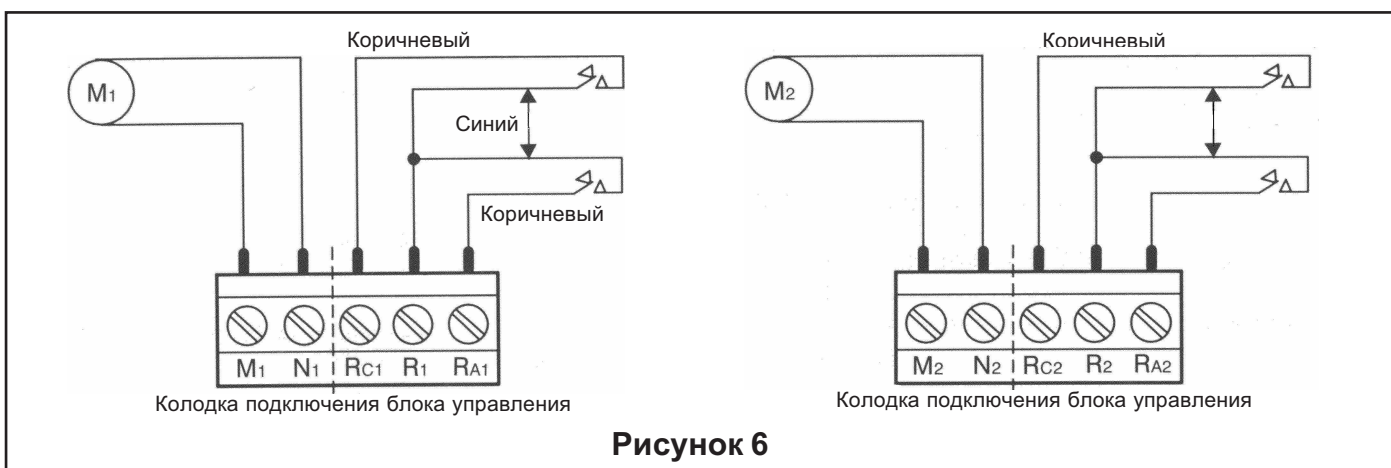 Коричневый
M1
Синий
Коричневый
M1 N1 RC1 R1 RA1
Колодка подключения блока управления
Коричневый
M2
M2 N2 RC2 R2 RA2
Колодка подключения блока управления
Рисунок 6